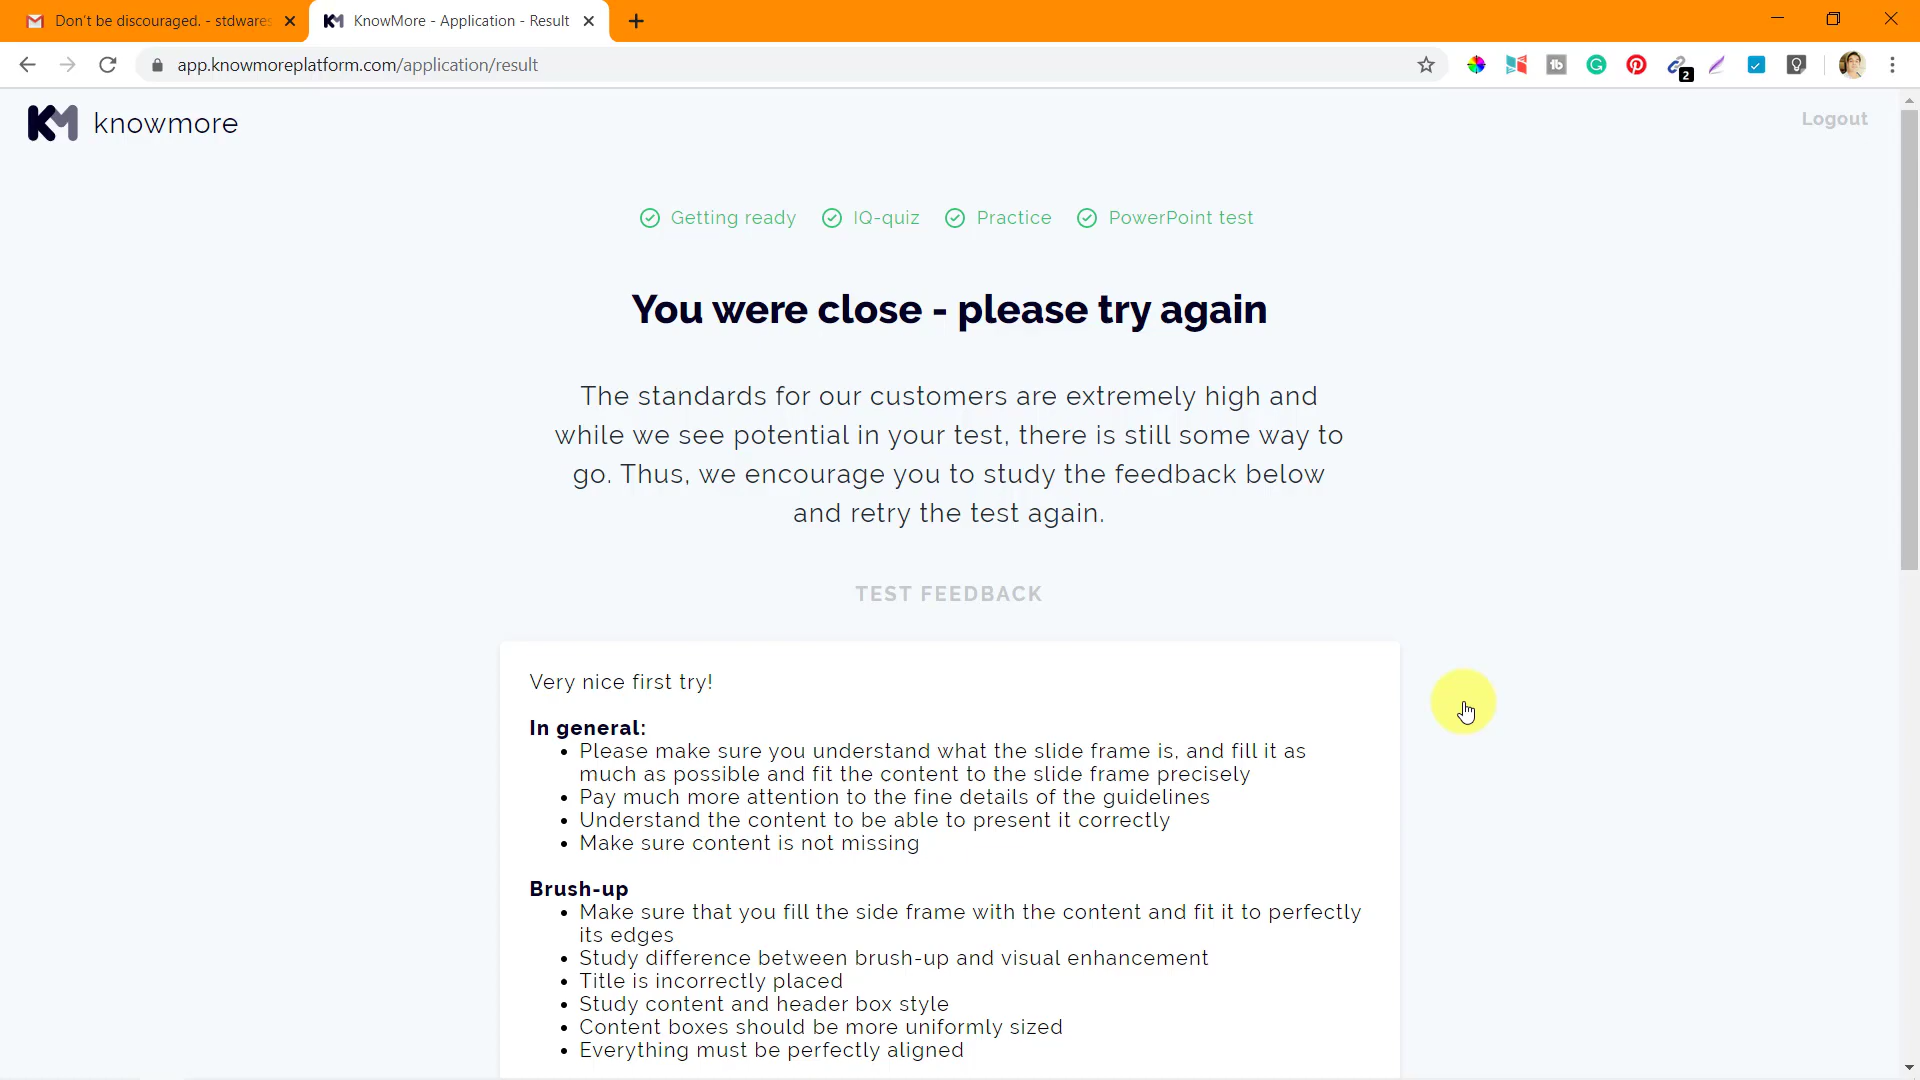 Don't be discouraged. - stdwares
KnowMore - Application - Result
app.knowmoreplatform.com/application/result
tb
2
KM knowmore
Logout
Getting ready
IQ-quiz
Practice
PowerPoint test
You were close - please try again
The standards for our customers are extremely high and
while we see potential in your test, there is still some way to
go. Thus, we encourage you to study the feedback below
and retry the test again.
TEST FEEDBACK
Very nice first try!
In general:
• Please make sure you understand what the slide frame is, and fill it as
much as possible and fit the content to the slide frame precisely
• Pay much more attention to the fine details of the guidelines
• Understand the content to be able to present it correctly
• Make sure content is not missing
Brush-up
• Make sure that you fill the side frame with the content and fit it to perfectly
its edges
• Study difference between brush-up and visual enhancement
• Title is incorrectly placed
• Study content and header box style
• Content boxes should be more uniformly sized
• Everything must be perfectly aligned